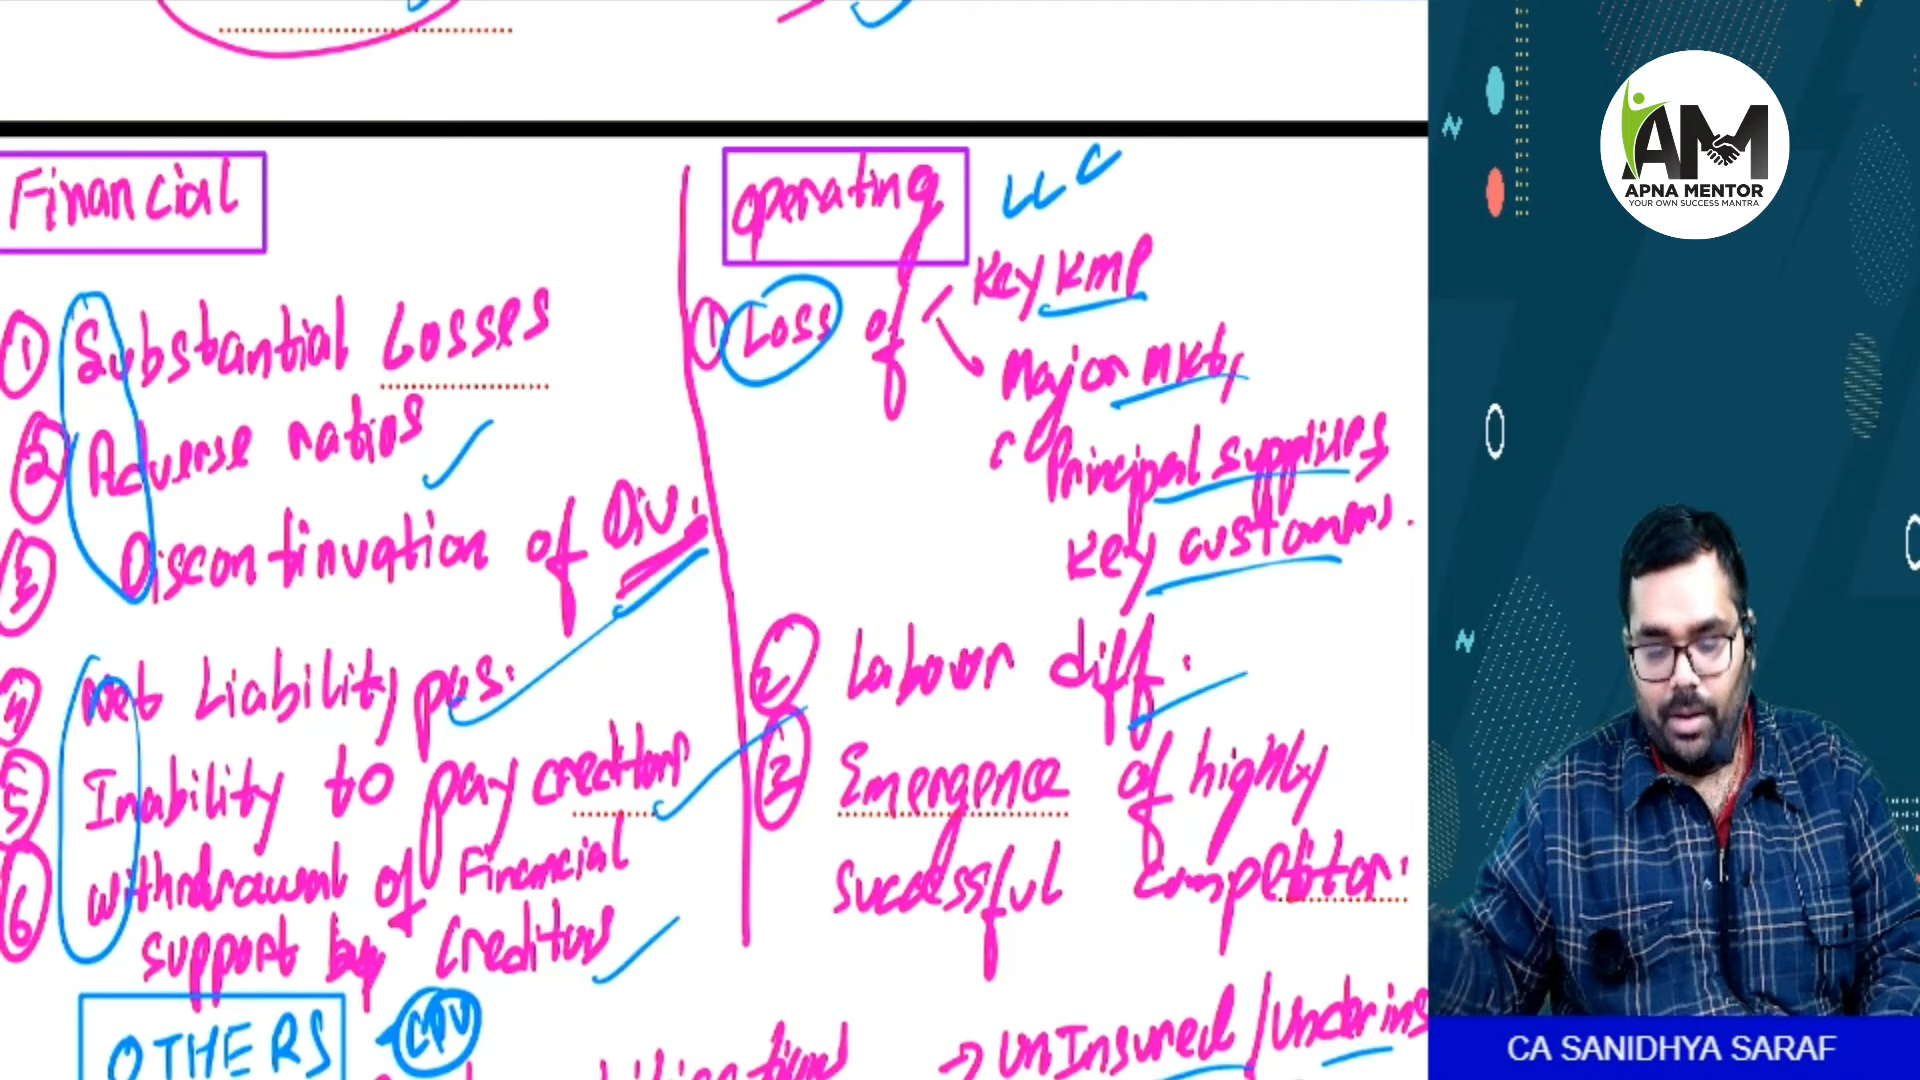 Financial
① Substantial Losses
② Adverse ratios
③ Discontinuation of Div.
④ Net Liability pos.
⑤ Inability to pay creditors
⑥ withdrawal of Financial
support by Creditors
OTHERS
operating
LLC
① Loss of
Key KMP
Major Mkt,
Principal suppliers
Key customers.
② Labour diff.
③ Emergence of highly
Successful Competitor.
→ UnInsured / Underins
AM
APNA MENTOR
YOUR OWN SUCCESS MANTRA
CA SANIDHYA SARAF